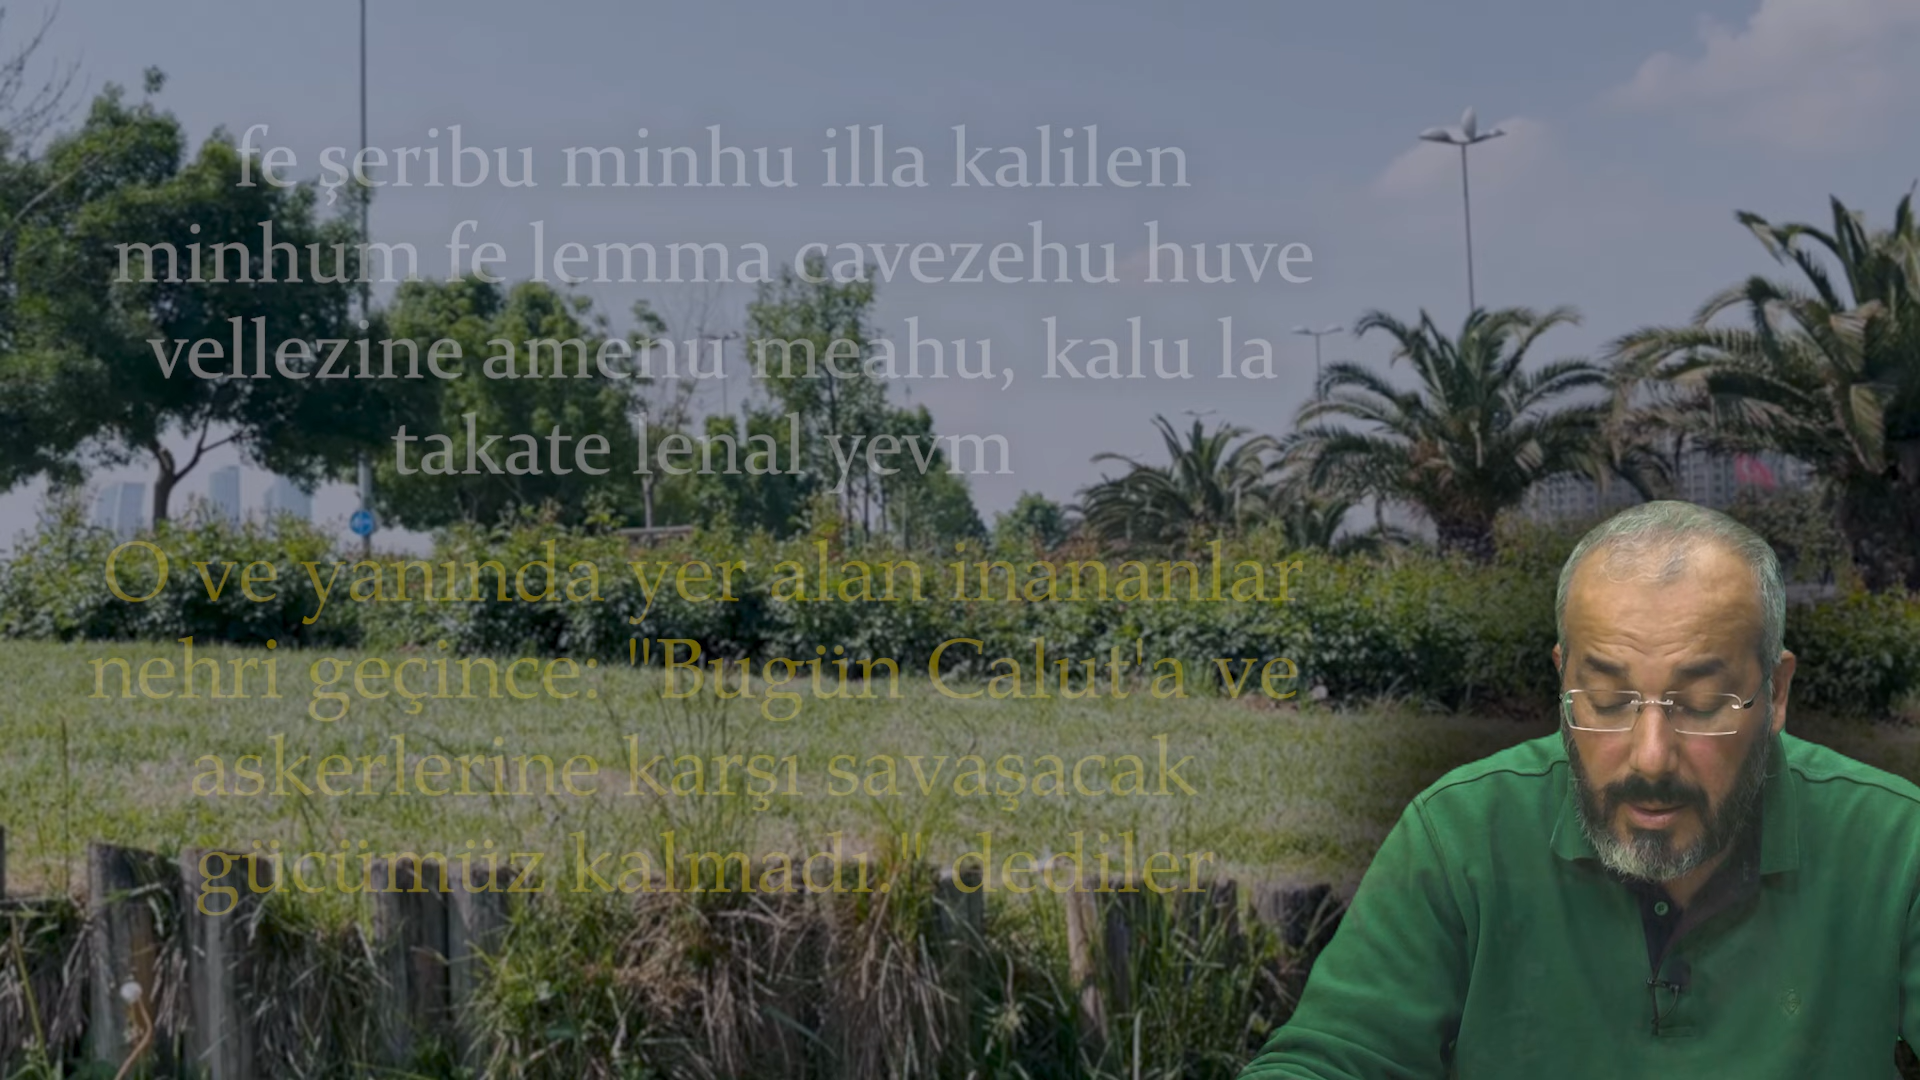 fe şeribu minhu illa kalilen
minhum fe lemma cavezehu huve
vellezine amenu meahu, kalu la
takate lenal yevm
O ve yanında yer alan inananlar
nehri geçince: "Bugün Calut'a ve
askerlerine karşı savaşacak
gücümüz kalmadı." dediler